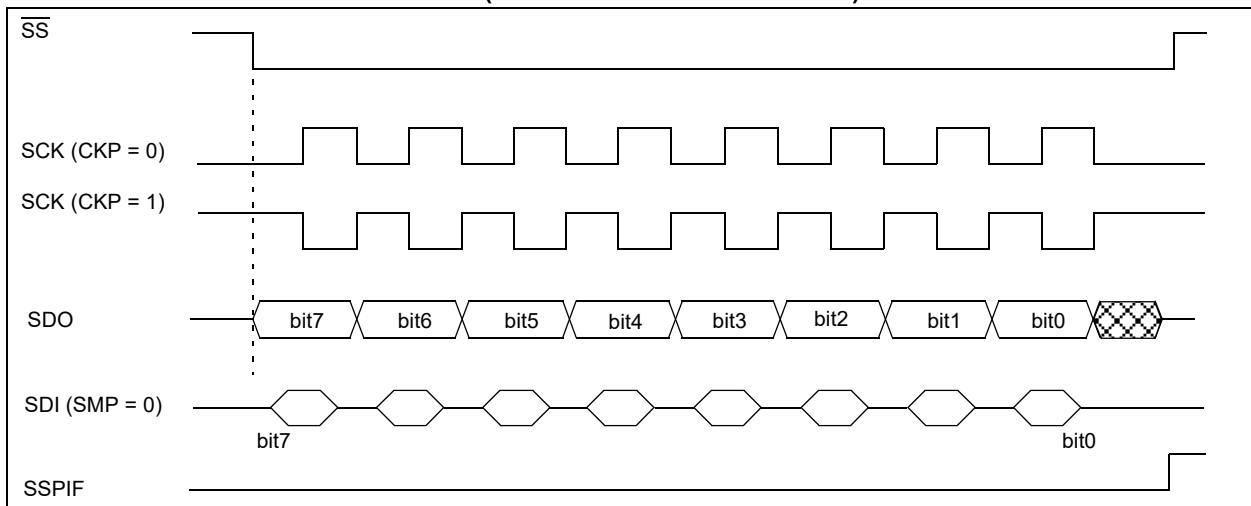 SS
SCK (CKP = 0)
SCK (CKP = 1)
SDO bit7 bit6 bit5 bit4 bit3 bit2 bit1 bit0
SDI (SMP = 0)
bit7 bit0
SSPIF